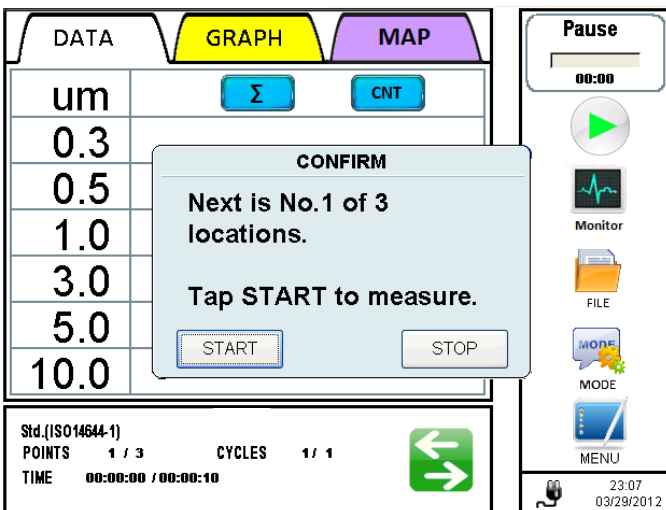 DATA
GRAPH
MAP
um
Σ
CNT
0.3
0.5
1.0
3.0
5.0
10.0
CONFIRM
Next is No.1 of 3
locations.
Tap START to measure.
START
STOP
Std.(ISO14644-1)
POINTS 1 / 3 CYCLES 1/ 1
TIME 00:00:00 / 00:00:10
Pause
00:00
Monitor
FILE
MODE
MODE
MENU
23:07
03/29/2012